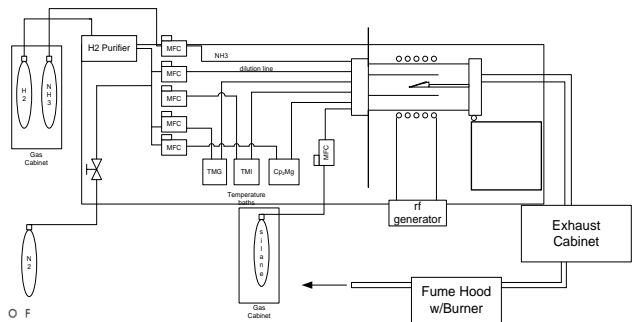 H2 Purifier
MFC
NH3
MFC
dilution line
MFC
MFC
MFC
MFC
H2
NH3
Gas
Cabinet
TMG
TMI
Cp2Mg
Temperature
baths
rf
generator
silane
Gas
Cabinet
N2
Exhaust
Cabinet
Fume Hood
w/Burner
O F